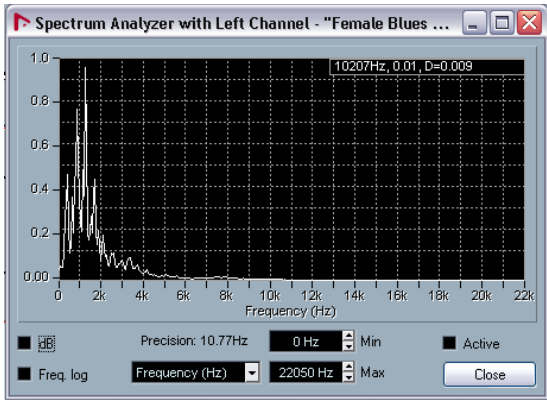 Spectrum Analyzer with Left Channel - "Female Blues ...
10207Hz, 0.01, D=0.009
1.0
0.8
0.6
0.4
0.2
0.00
0 2k 4k 6k 8k 10k 12k 14k 16k 18k 20k 22k
Frequency (Hz)
dB Precision: 10.77Hz 0 Hz Min Active
Freq. log Frequency (Hz) 22050 Hz Max Close